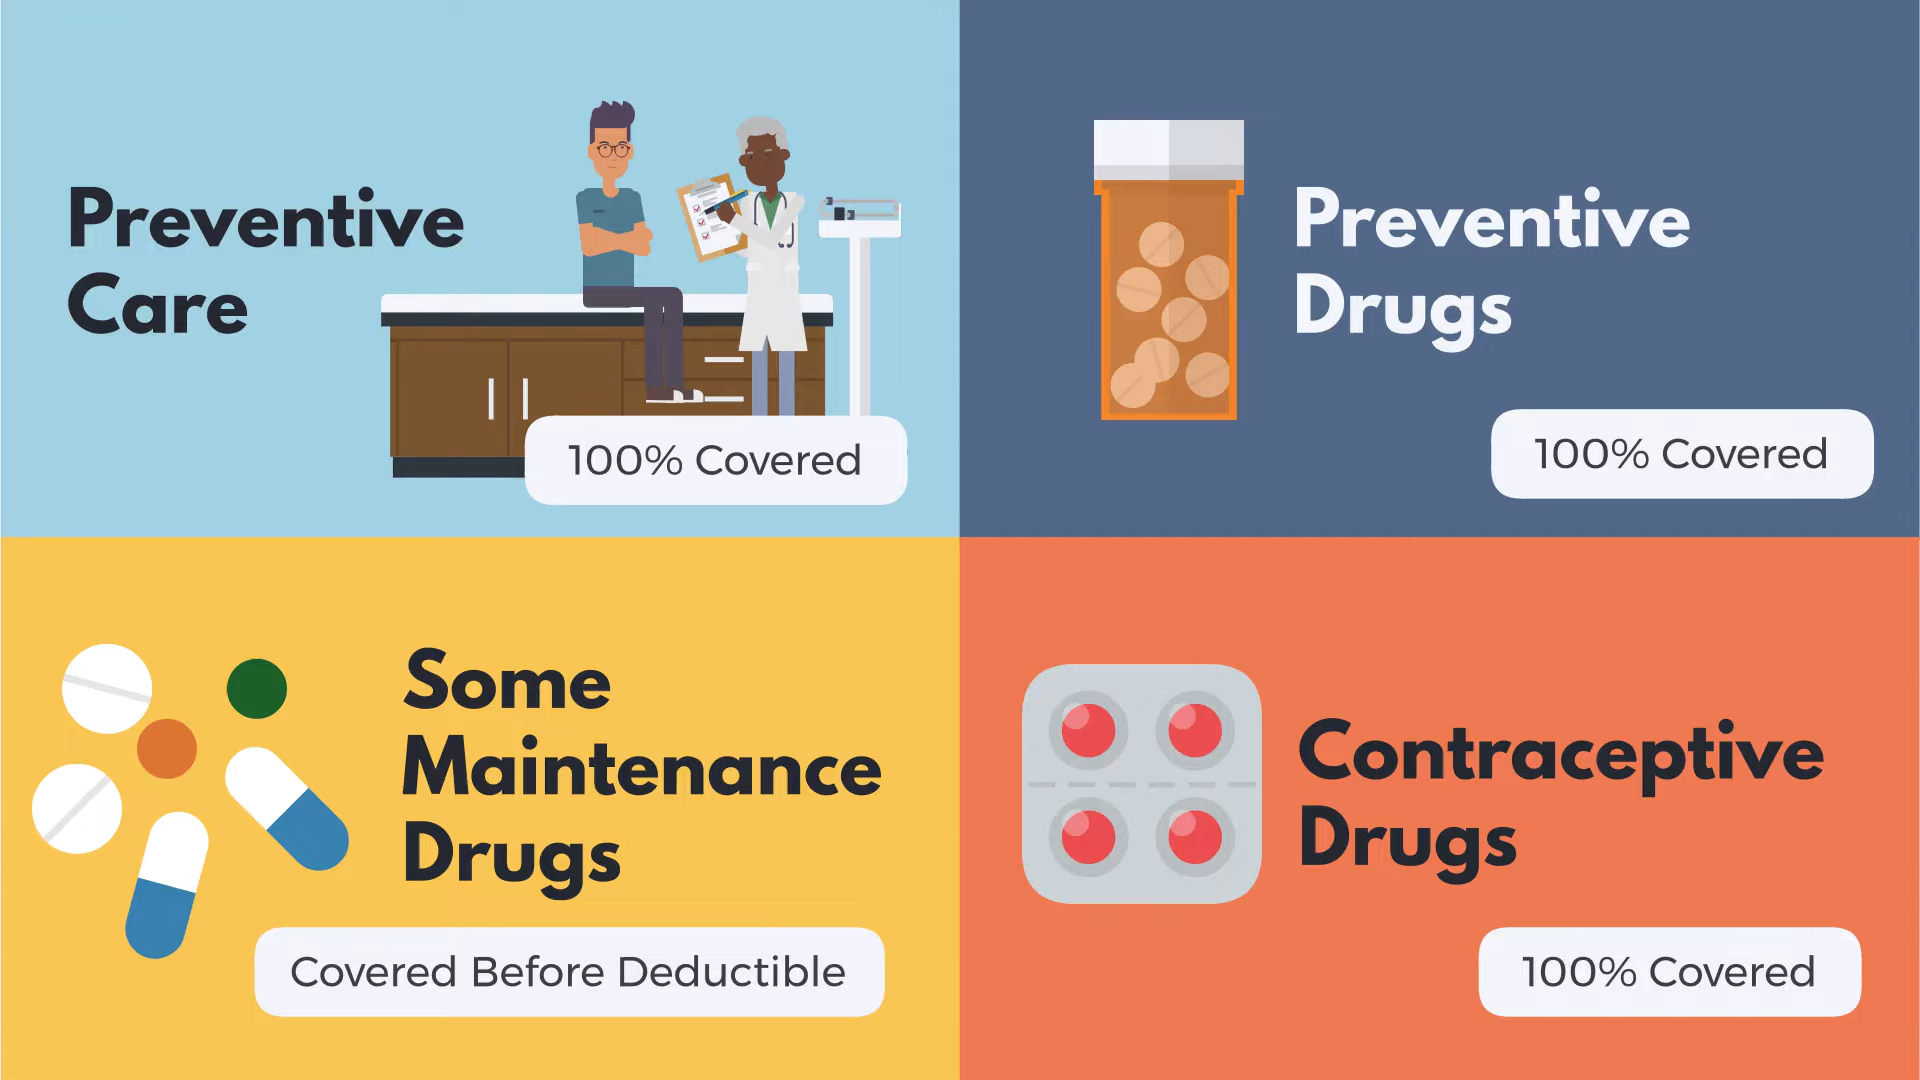 Preventive
Care
100% Covered
Preventive
Drugs
100% Covered
Some
Maintenance
Drugs
Covered Before Deductible
Contraceptive
Drugs
100% Covered